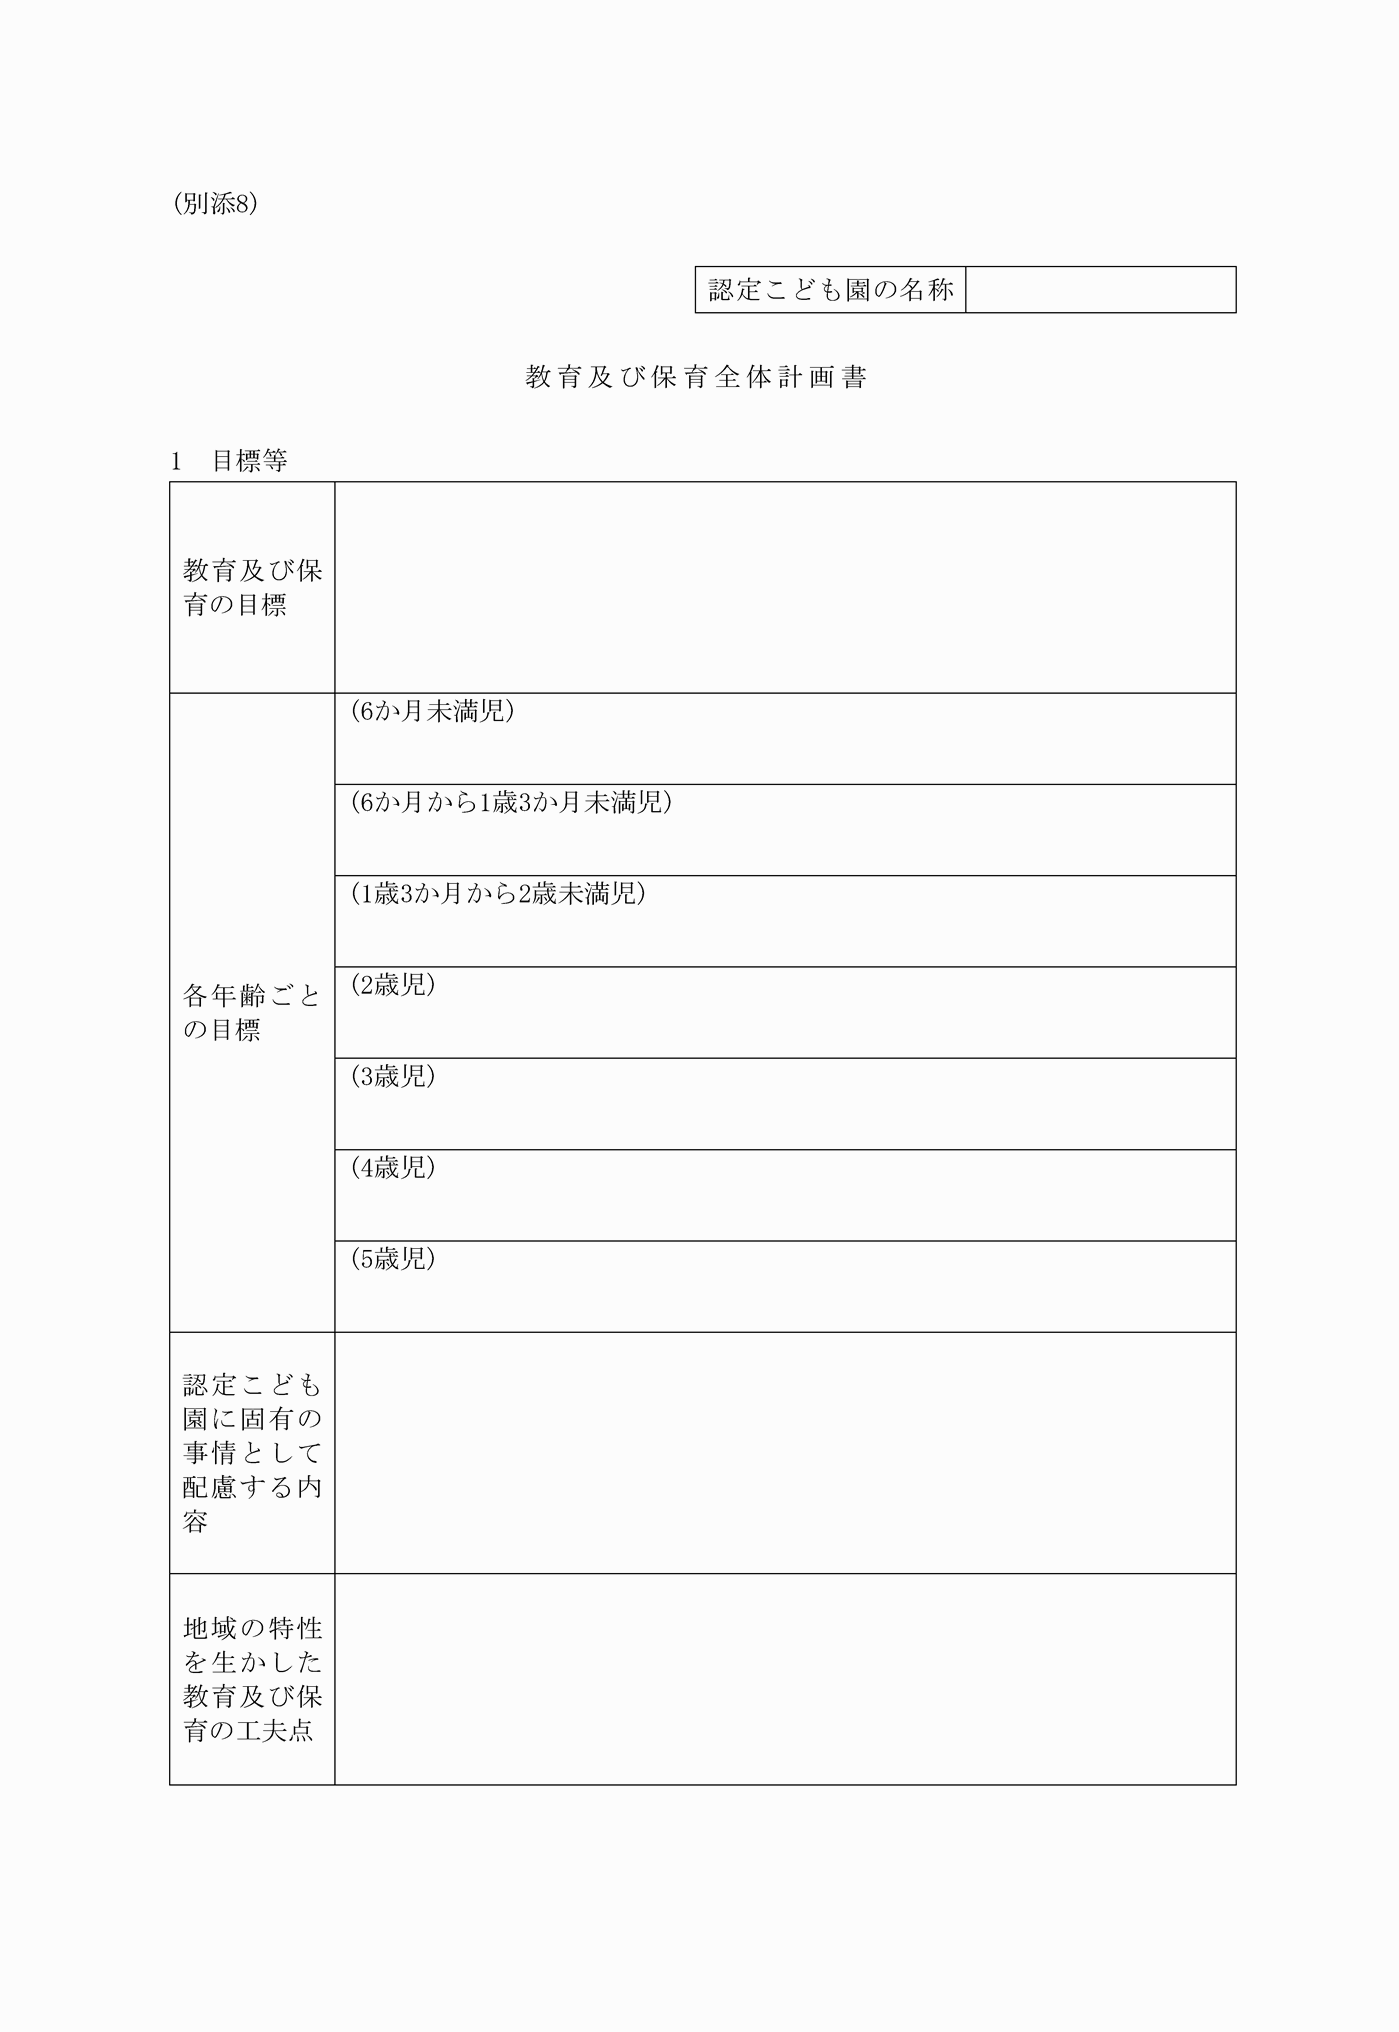 (別添8)
認定こども園の名称
教育及び保育全体計画書
1　目標等
教育及び保
育の目標
(6か月未満児)
(6か月から1歳3か月未満児)
(1歳3か月から2歳未満児)
各年齢ごと
の目標
(2歳児)
(3歳児)
(4歳児)
(5歳児)
認定こども
園に固有の
事情として
配慮する内
容
地域の特性
を生かした
教育及び保
育の工夫点